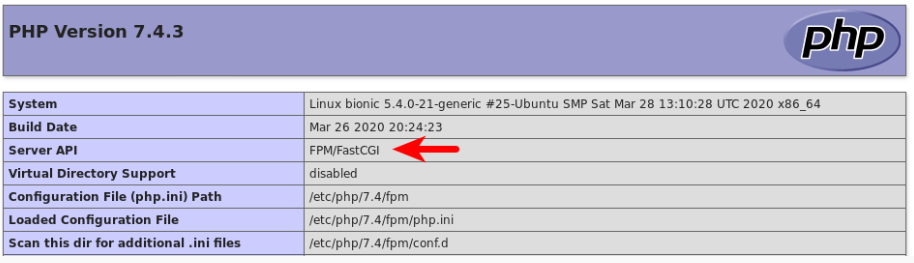 PHP Version 7.4.3
php
System Linux bionic 5.4.0-21-generic #25-Ubuntu SMP Sat Mar 28 13:10:28 UTC 2020 x86_64
Build Date Mar 26 2020 20:24:23
Server API FPM/FastCGI
Virtual Directory Support disabled
Configuration File (php.ini) Path /etc/php/7.4/fpm
Loaded Configuration File /etc/php/7.4/fpm/php.ini
Scan this dir for additional .ini files /etc/php/7.4/fpm/conf.d